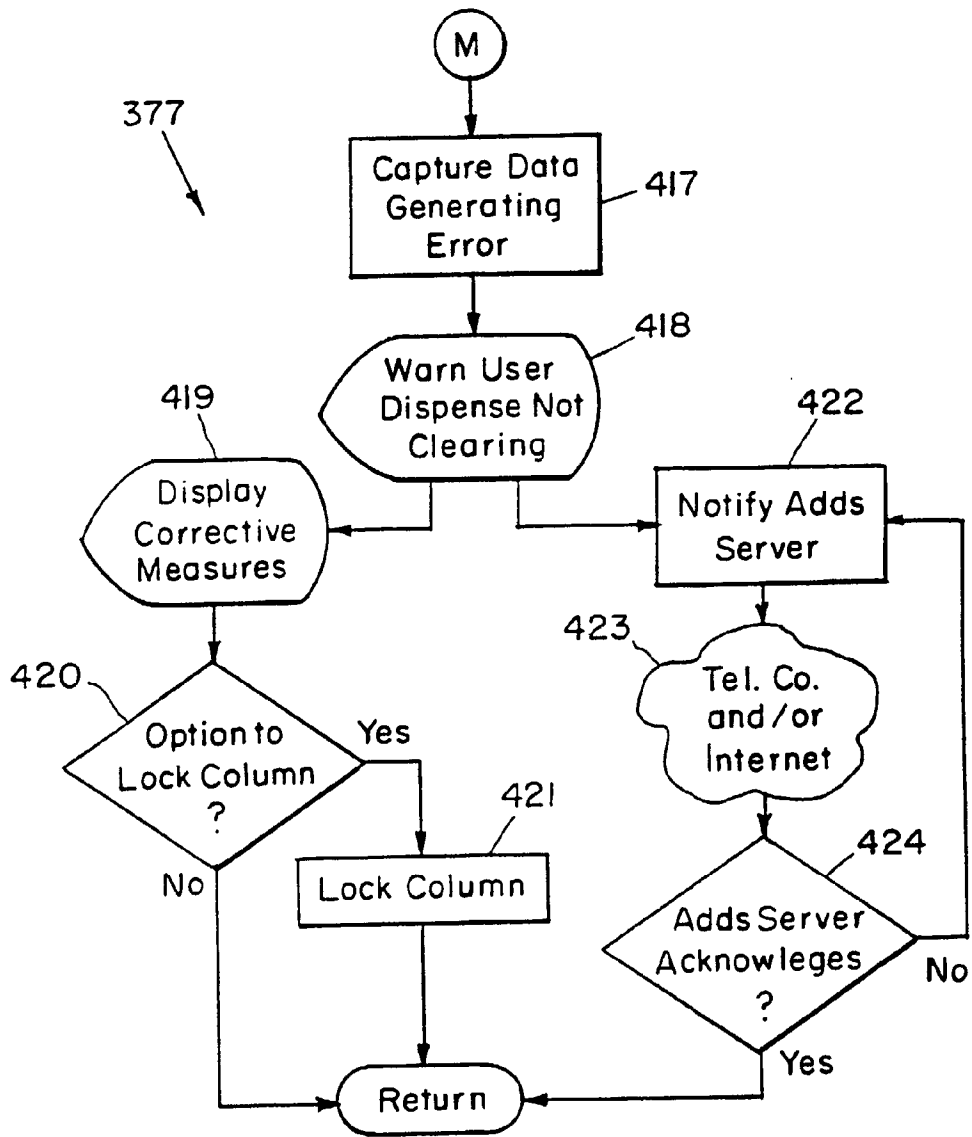 M
377
Capture Data
Generating
Error
417
418
Warn User
Dispense Not
Clearing
419
Display
Corrective
Measures
422
Notify Adds
Server
423
Tel. Co.
and/or
Internet
420
Option to
Lock Column
?
Yes
No
421
Lock Column
424
Adds Server
Acknowleges
?
No
Yes
Return